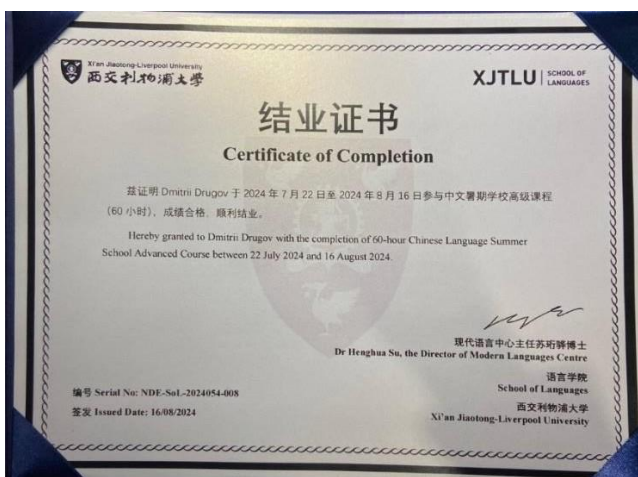 Xi'an Jiaotong-Liverpool University
西交利物浦大學
XJTLU | SCHOOL OF
LANGUAGES
结业证书
Certificate of Completion
兹证明 Dmitrii Drugov 于 2024 年 7 月 22 日至 2024 年 8 月 16 日参与中文暑期学校高级课程
（60 小时），成绩合格，顺利结业。
Hereby granted to Dmitrii Drugov with the completion of 60-hour Chinese Language Summer
School Advanced Course between 22 July 2024 and 16 August 2024.
现代语言中心主任苏珩骅博士
Dr Henghua Su, the Director of Modern Languages Centre
语言学院
School of Languages
编号 Serial No: NDE-SoL-2024054-008
西交利物浦大学
签发 Issued Date: 16/08/2024
Xi'an Jiaotong-Liverpool University